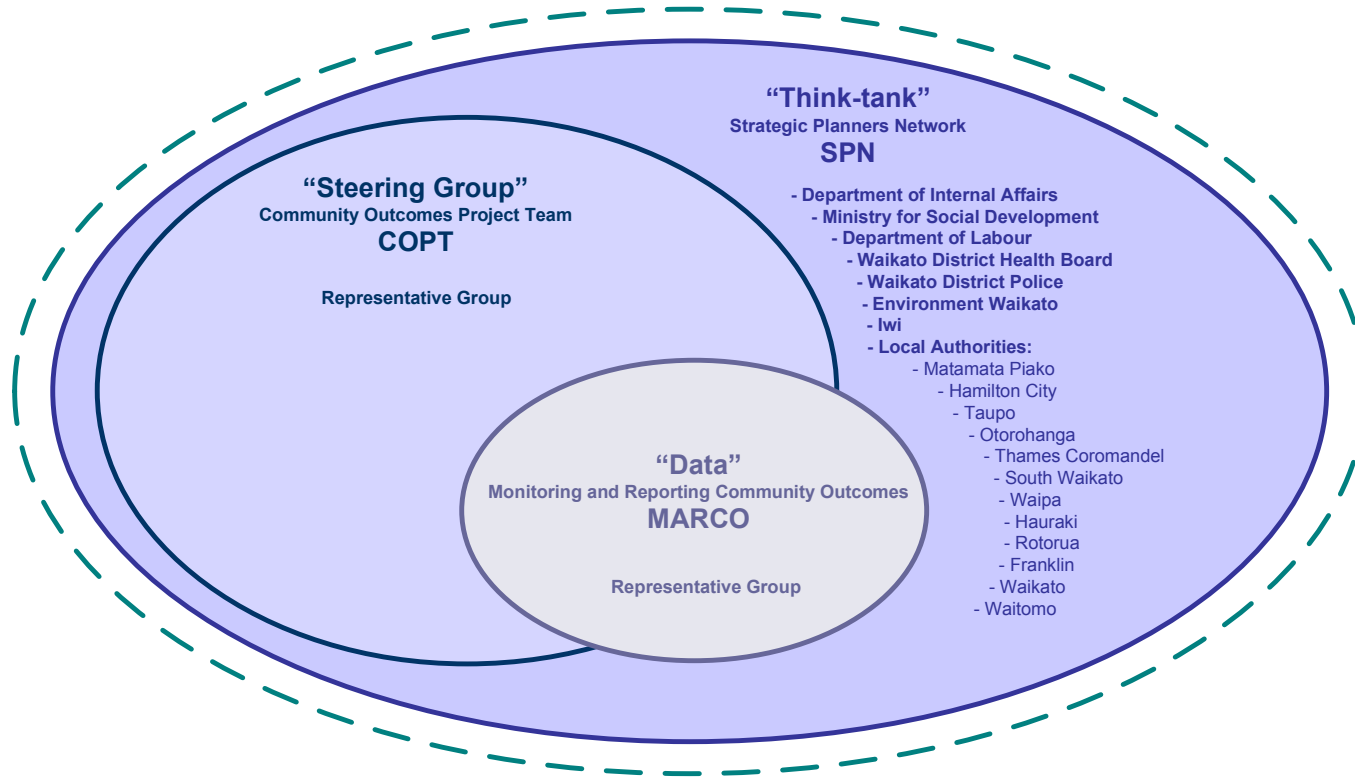 “Think-tank”
Strategic Planners Network
SPN
- Department of Internal Affairs
- Ministry for Social Development
- Department of Labour
- Waikato District Health Board
- Waikato District Police
- Environment Waikato
- Iwi
- Local Authorities:
- Matamata Piako
- Hamilton City
- Taupo
- Otorohanga
- Thames Coromandel
- South Waikato
- Waipa
- Hauraki
- Rotorua
- Franklin
- Waikato
- Waitomo
“Steering Group”
Community Outcomes Project Team
COPT
Representative Group
“Data”
Monitoring and Reporting Community Outcomes
MARCO
Representative Group